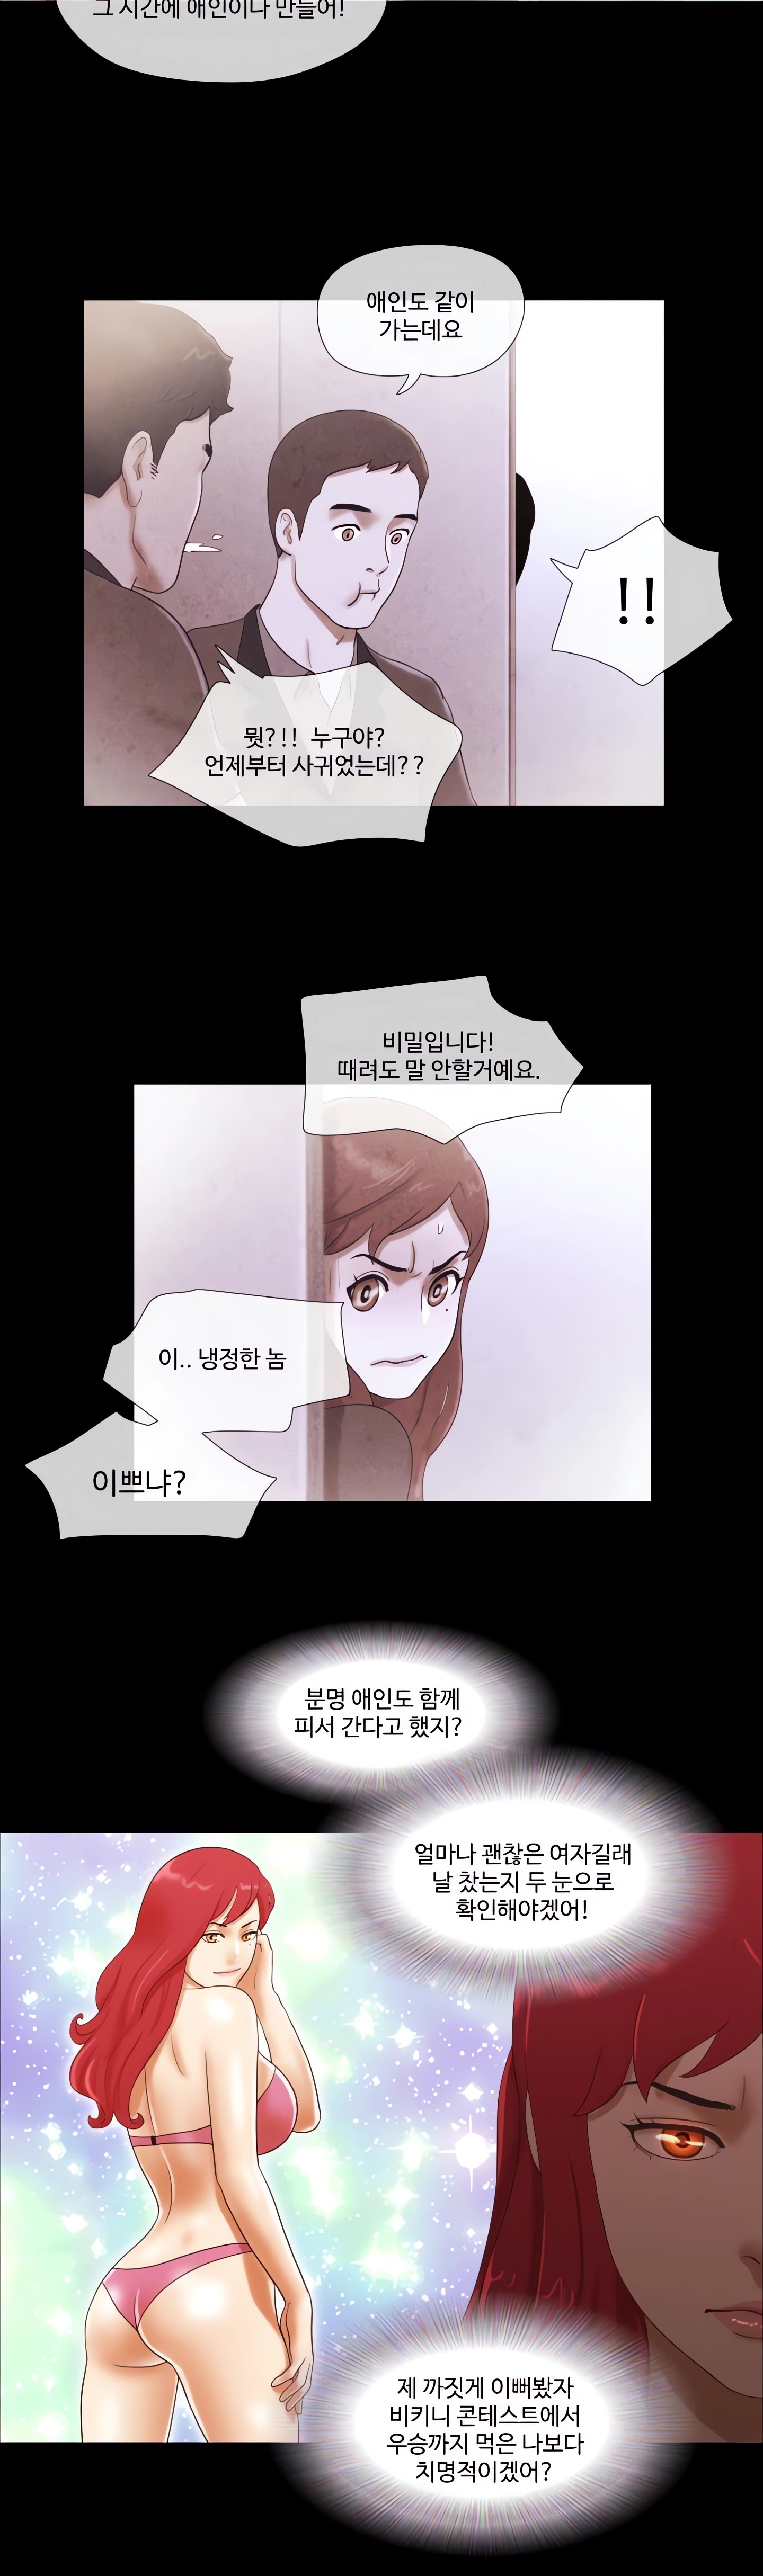 그 시간에 애인이나 만들어!
애인도 같이
가는데요
!!
뭣?!! 누구야?
언제부터 사귀었는데??
비밀입니다!
때려도 말 안할거예요.
이.. 냉정한 놈
이쁘냐?
분명 애인도 함께
피서 간다고 했지?
얼마나 괜찮은 여자길래
날 찼는지 두 눈으로
확인해야겠어!
제 까짓게 이뻐봤자
비키니 콘테스트에서
우승까지 먹은 나보다
치명적이겠어?